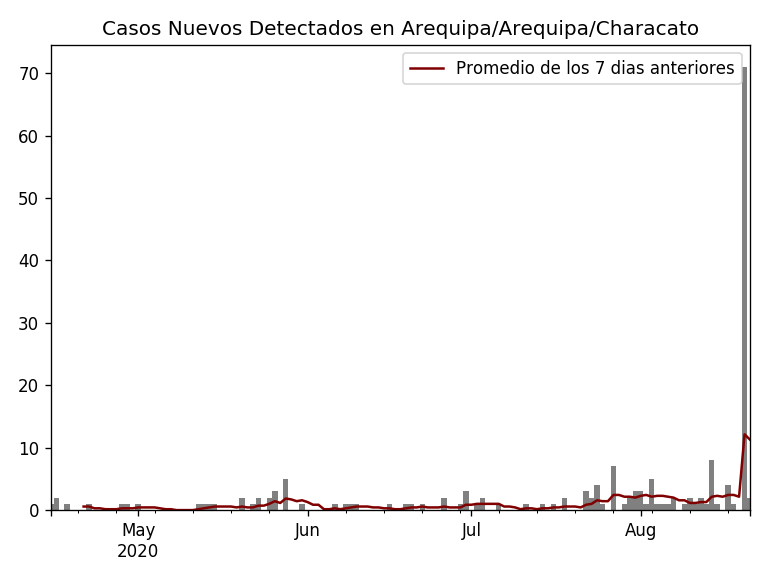 Casos Nuevos Detectados en Arequipa/Arequipa/Characato
Promedio de los 7 dias anteriores
70
60
50
40
30
20
10
0
May
2020
Jun
Jul
Aug